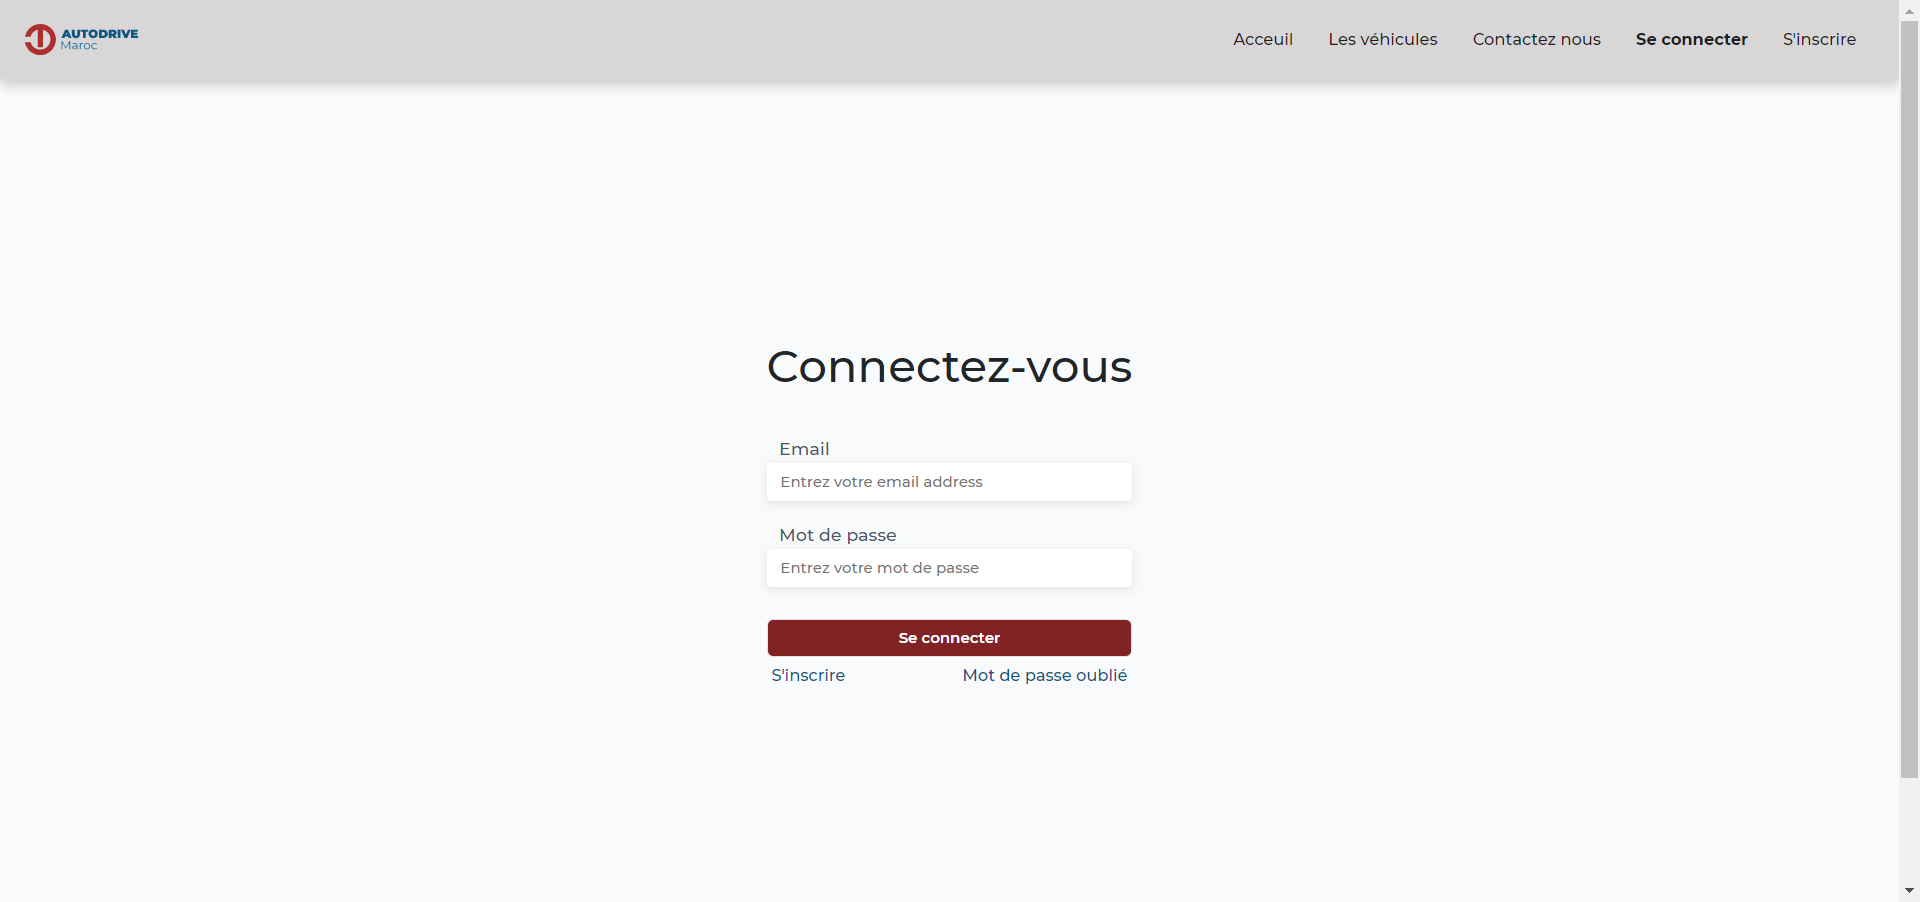 AUTODRIVE
Maroc
Acceuil
Les véhicules
Contactez nous
Se connecter
S'inscrire
Connectez-vous
Email
Entrez votre email address
Mot de passe
Entrez votre mot de passe
Se connecter
S'inscrire
Mot de passe oublié